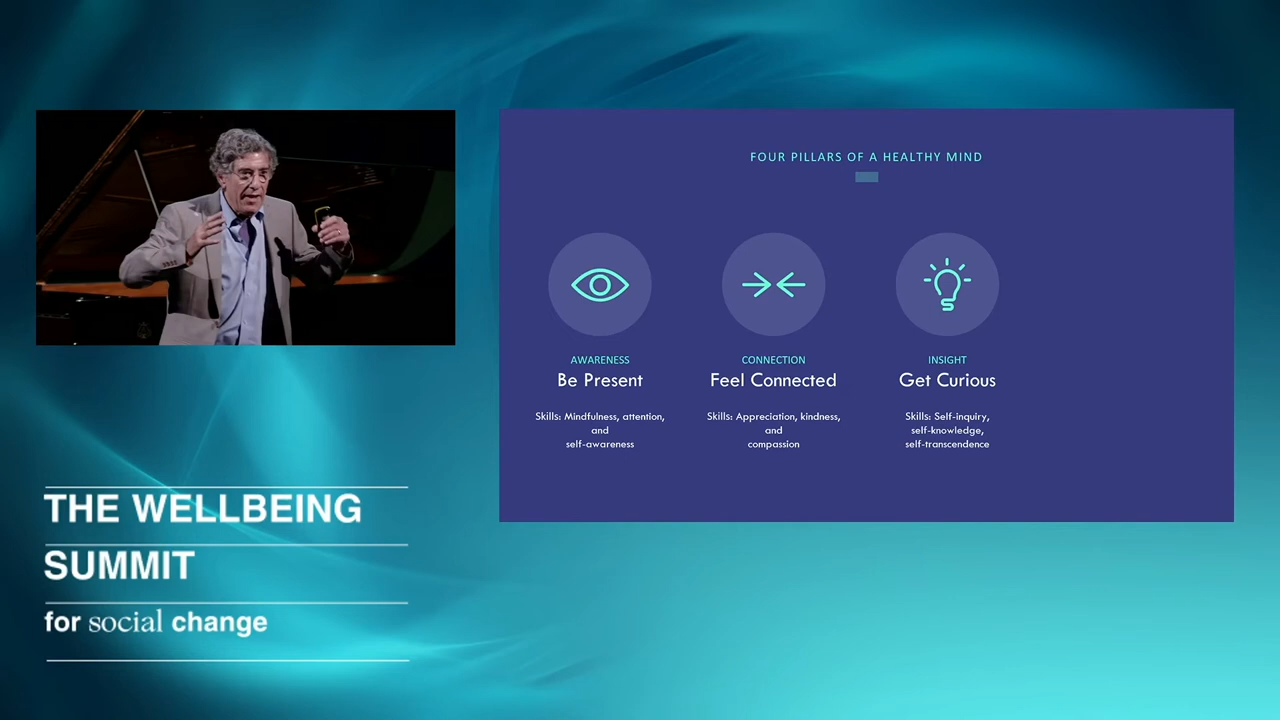 FOUR PILLARS OF A HEALTHY MIND
AWARENESS
Be Present
Skills: Mindfulness, attention,
and
self-awareness
CONNECTION
Feel Connected
Skills: Appreciation, kindness,
and
compassion
INSIGHT
Get Curious
Skills: Self-inquiry,
self-knowledge,
self-transcendence
THE WELLBEING
SUMMIT
for social change